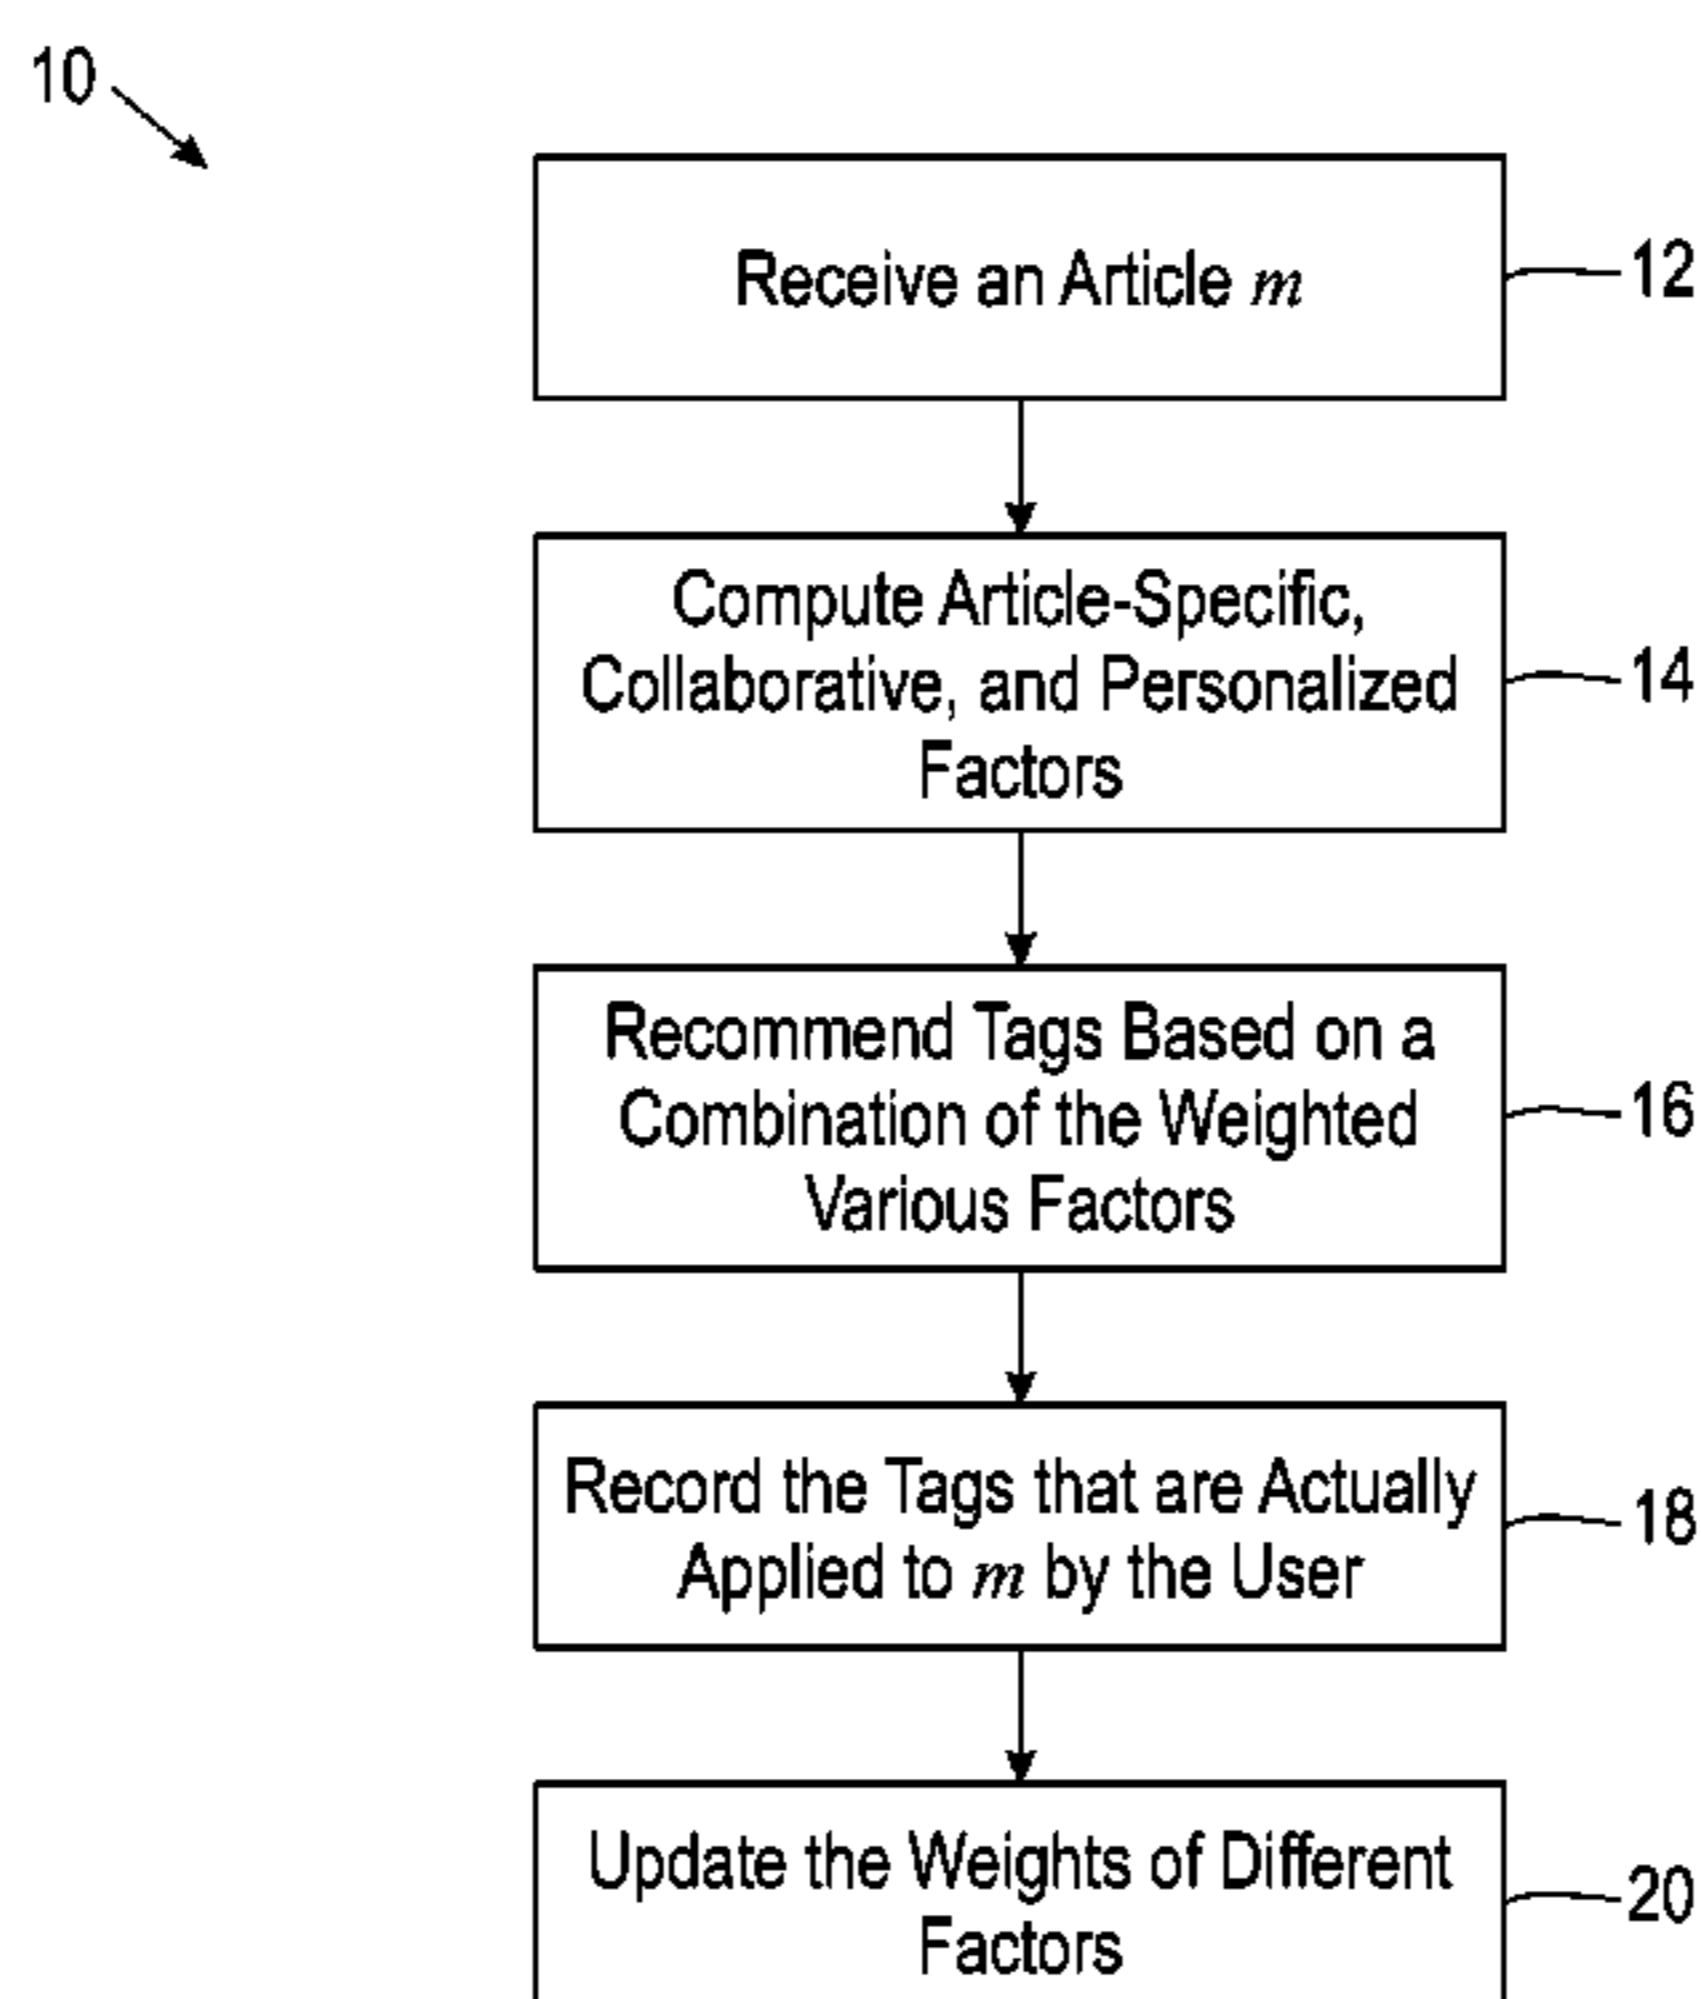 10
Receive an Article m
12
Compute Article-Specific,
Collaborative, and Personalized
Factors
14
Recommend Tags Based on a
Combination of the Weighted
Various Factors
16
Record the Tags that are Actually
Applied to m by the User
18
Update the Weights of Different
Factors
20